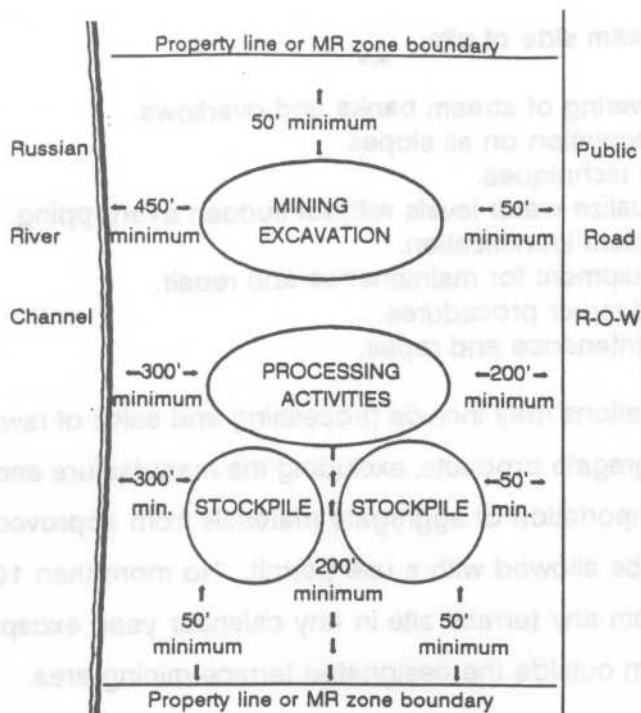 Property line or MR zone boundary
50' minimum
Russian
River
Channel
Public
Road
R-O-W
450'
minimum
MINING
EXCAVATION
50'
minimum
300'
minimum
PROCESSING
ACTIVITIES
200'
minimum
300'
min.
STOCKPILE
STOCKPILE
50'
min.
200'
minimum
50'
minimum
50'
minimum
Property line or MR zone boundary